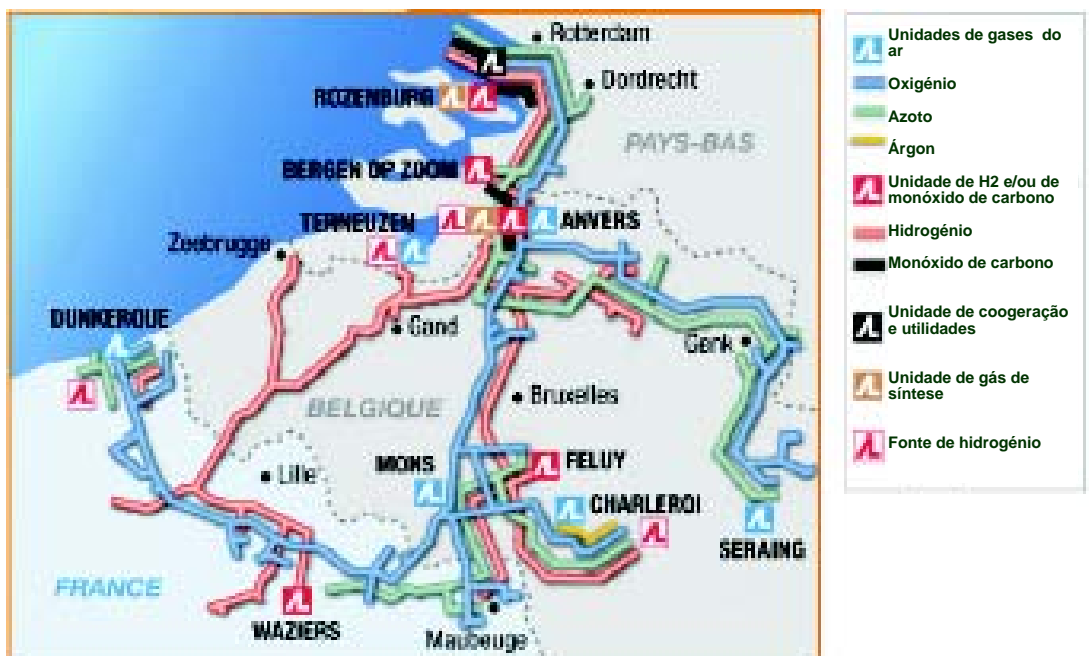 Rotterdam
Dordrecht
ROZENBURG
PAYS-BAS
BERGEN OP ZOOM
TERNEUZEN
ANVERS
Zeebrugge
DUNKERQUE
Gand
Genk
BELGIQUE
Bruxelles
Lille
MONS
FELUY
CHARLEROI
SERAING
FRANCE
WAZIERS
Maubeuge
Unidades de gases do
ar
Oxigénio
Azoto
Árgon
Unidade de H2 e/ou de
monóxido de carbono
Hidrogénio
Monóxido de carbono
Unidade de coogeração
e utilidades
Unidade de gás de
síntese
Fonte de hidrogénio